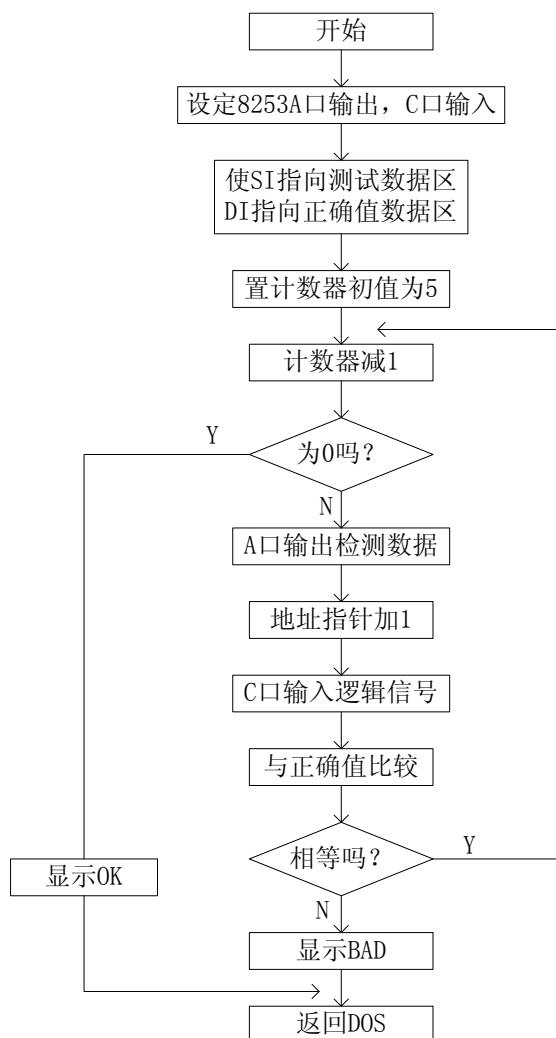 开始
设定8253A口输出，C口输入
使SI指向测试数据区
DI指向正确值数据区
置计数器初值为5
计数器减1
Y
为0吗？
N
A口输出检测数据
地址指针加1
C口输入逻辑信号
与正确值比较
相等吗？
Y
显示OK
N
显示BAD
返回DOS